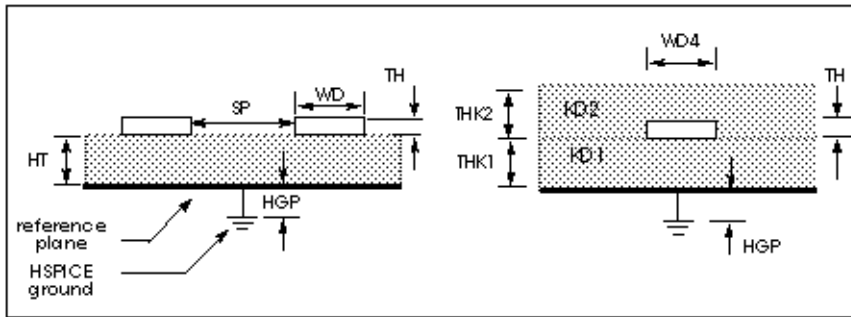 TH
SP
WD
HT
HGP
reference
plane
HSPICE
ground
WD4
TH
THK2
KD2
THK1
KD1
HGP